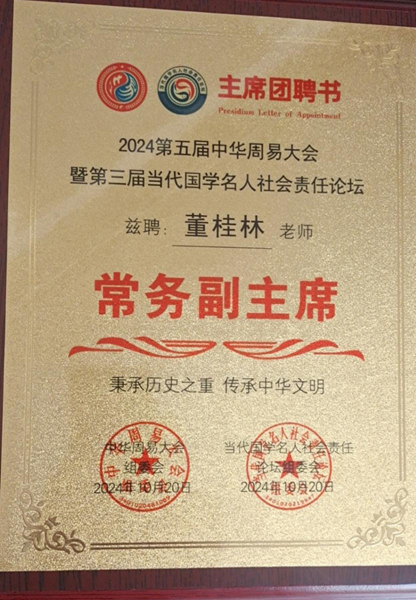 主席团聘书
Presidium Letter of Appointment
2024第五届中华周易大会
暨第三届当代国学名人社会责任论坛
兹聘: 董桂林 老师
常务副主席
秉承历史之重 传承中华文明
中华周易大会
组委会
2024年10月20日
当代国学名人社会责任
论坛组委会
2024年10月20日